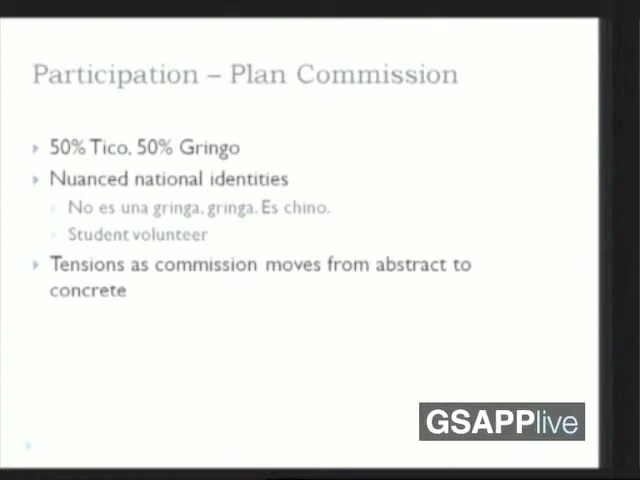 Participation – Plan Commission
50% Tico, 50% Gringo
Nuanced national identities
No es una gringa, gringa. Es chino.
Student volunteer
Tensions as commission moves from abstract to
concrete
GSAPPlive